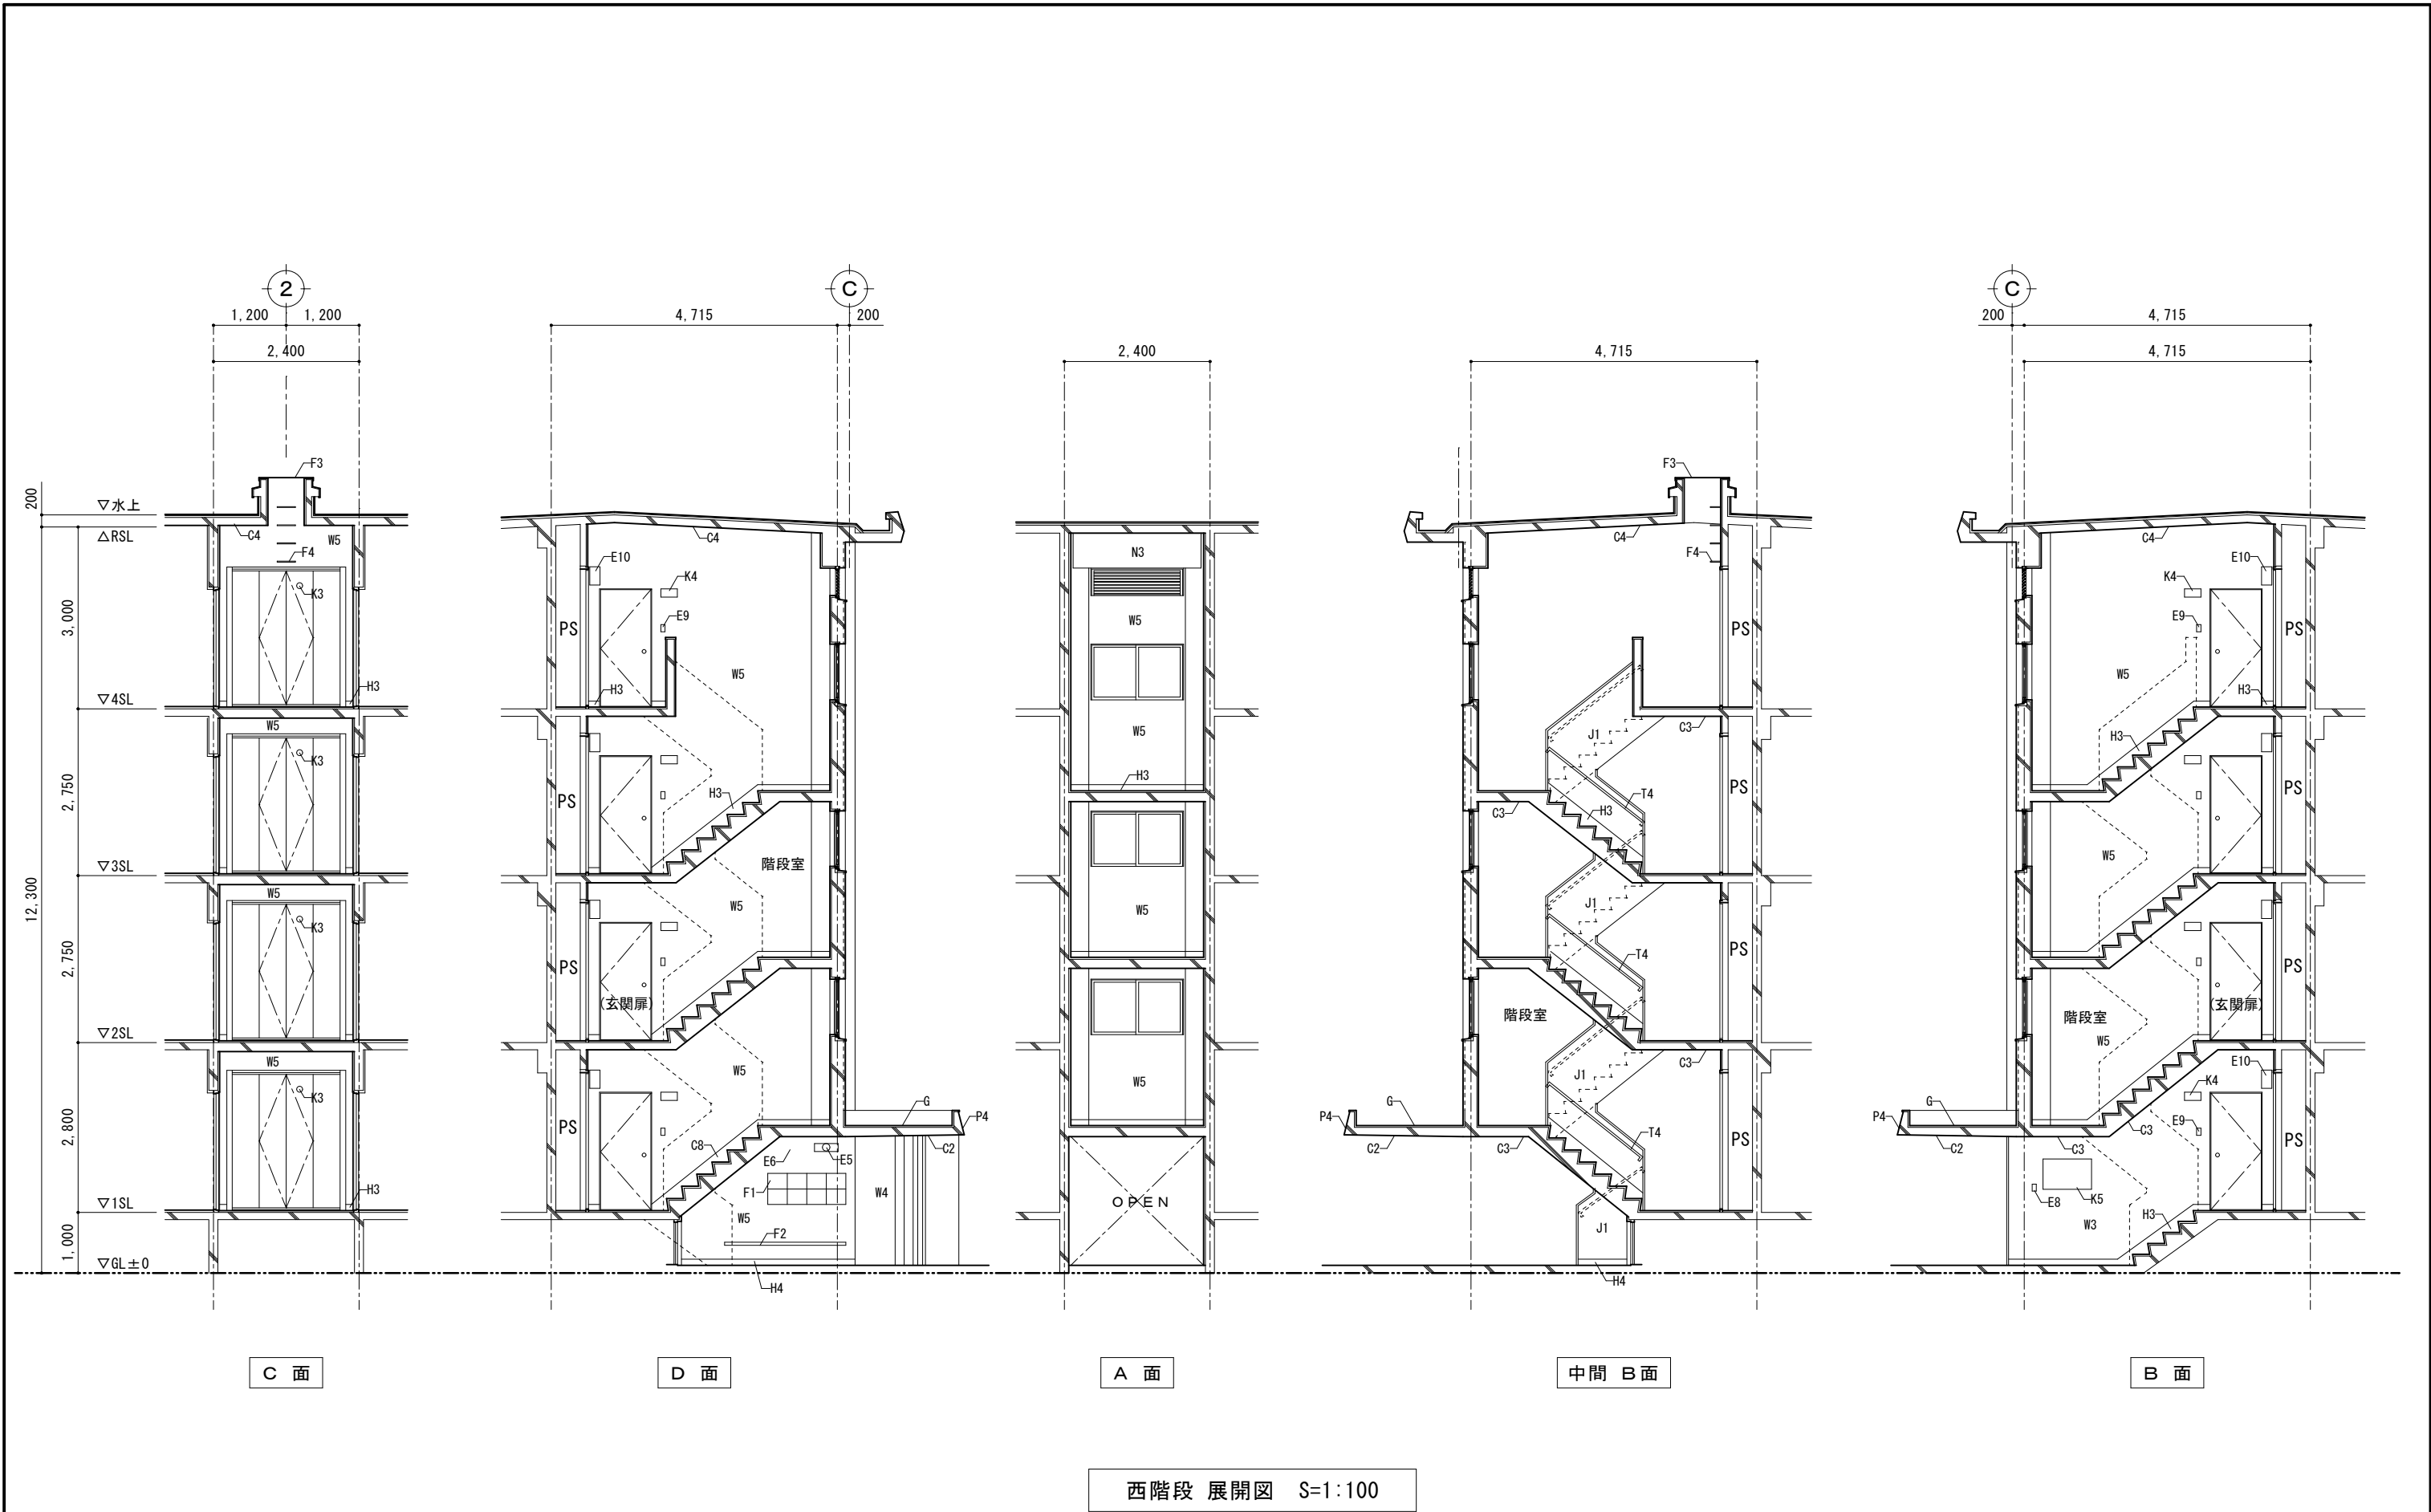 2
1,200
1,200
2,400
200
▽水上
△RSL
3,000
▽4SL
2,750
▽3SL
12,300
2,750
▽2SL
2,800
▽1SL
1,000
▽GL±0
F3
C4
W5
F4
K3
H3
W5
K3
W5
K3
W5
K3
H3
C 面
C
4,715
200
C4
E10
K4
E9
PS
W5
H3
PS
H3
階段室
W5
PS
(玄関扉)
W5
PS
C8
G
P4
C2
E6
E5
F1
W4
W5
F2
H4
D 面
2,400
N3
W5
W5
H3
W5
W5
OPEN
A 面
4,715
F3
C4
F4
PS
J1
C3
PS
T4
H3
C3
J1
PS
T4
階段室
C3
J1
G
P4
T4
PS
C2
C3
J1
H4
中間 B面
C
200
4,715
4,715
C4
E10
K4
E9
PS
W5
H3
H3
PS
W5
PS
(玄関扉)
階段室
W5
E10
K4
G
P4
C3
E9
PS
C2
C3
E8
K5
W3
H3
B 面
西階段 展開図 S=1:100